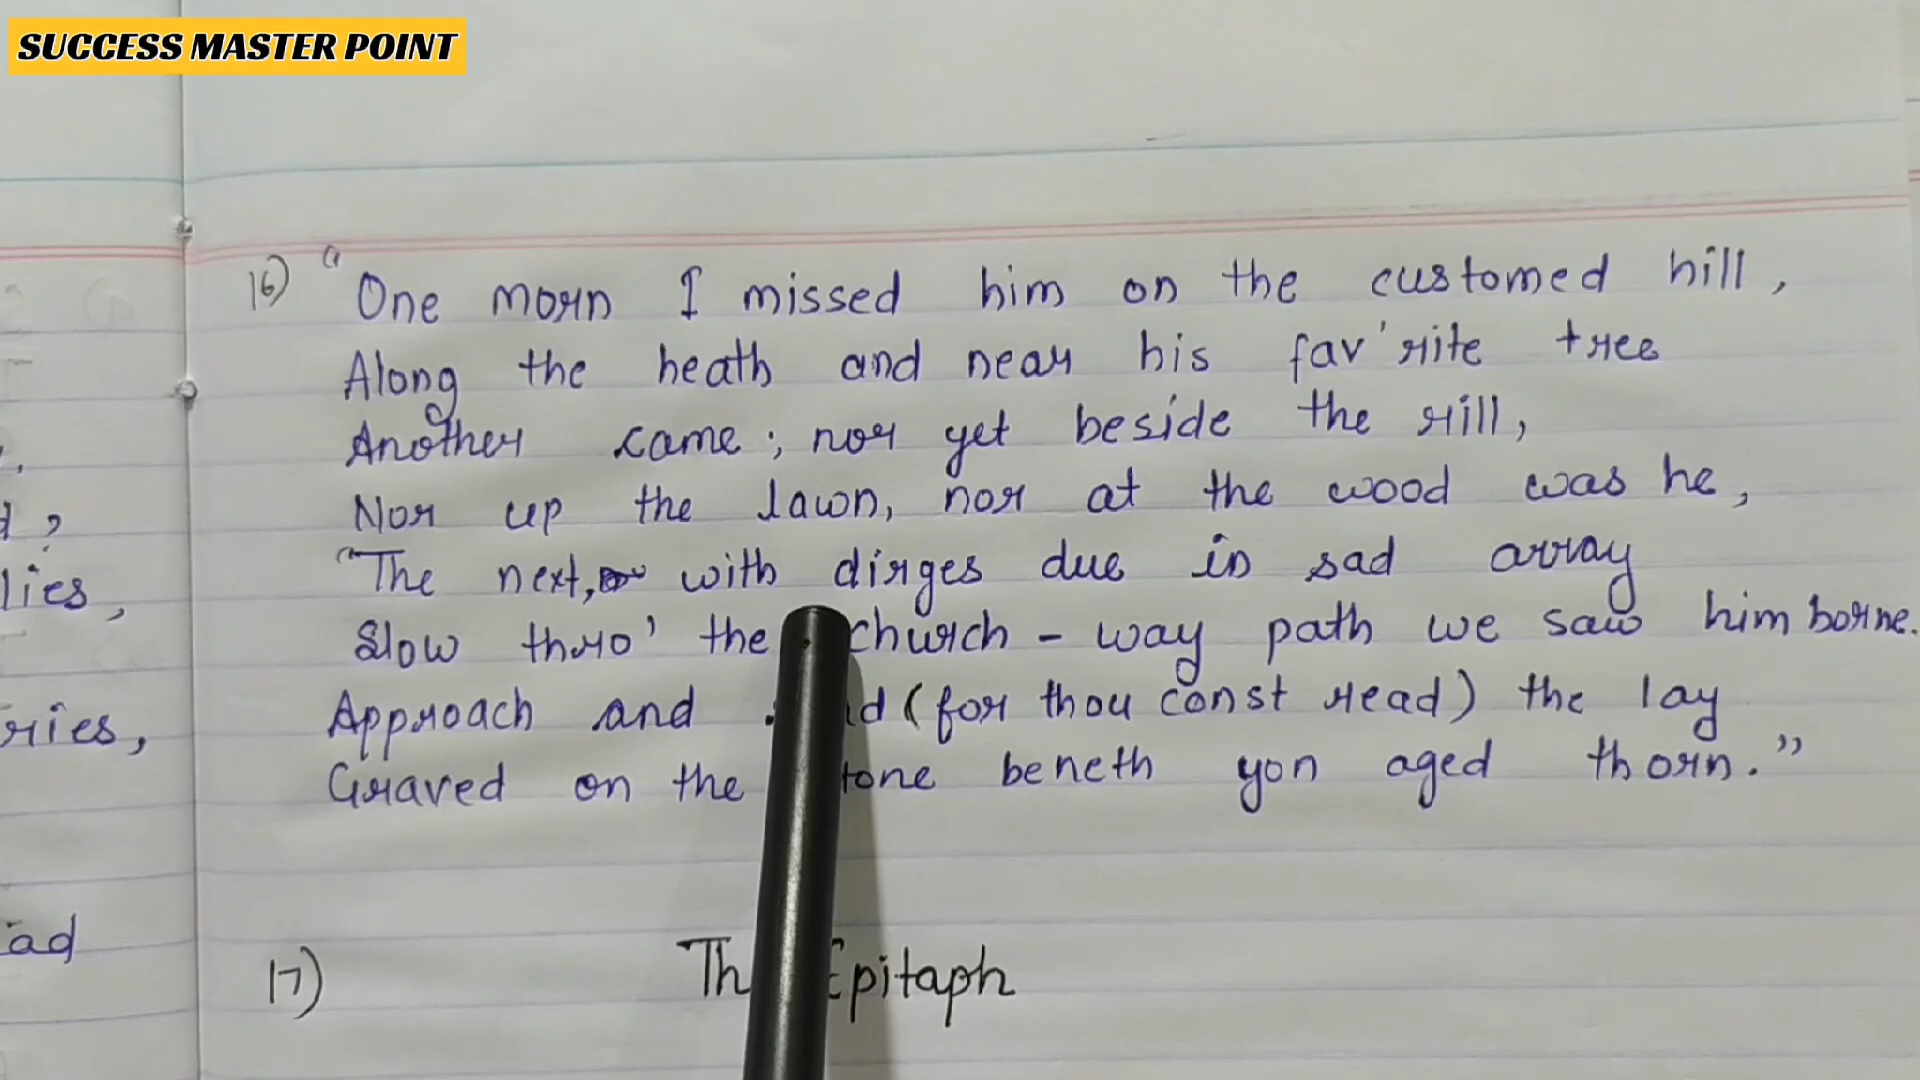 SUCCESS MASTER POINT
16) "One morn I missed him on the customed hill,
Along the heath and near his fav'rite tree
Another came; nor yet beside the rill,
Nor up the lawn, nor at the wood was he,
"The next, with dirges due in sad array
Slow thro' the church-way path we saw him borne.
Approach and (for thou canst read) the lay
Graved on the tone beneth yon aged thorn."
17) Th Epitaph
lies,
ries,
ad